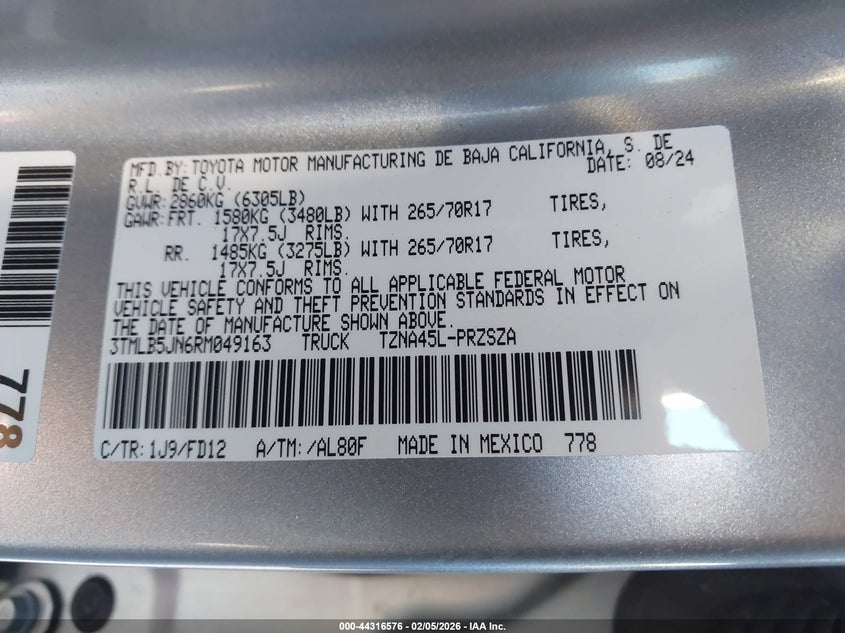 MFD.BY: TOYOTA MOTOR MANUFACTURING DE BAJA CALIFORNIA, S. DE
R.L. DE C.V. DATE: 08/24
GVWR: 2860KG (6305LB)
GAWR: FRT. 1580KG (3480LB) WITH 265/70R17 TIRES,
17X7.5J RIMS.
RR. 1485KG (3275LB) WITH 265/70R17 TIRES,
17X7.5J RIMS.
THIS VEHICLE CONFORMS TO ALL APPLICABLE FEDERAL MOTOR
VEHICLE SAFETY AND THEFT PREVENTION STANDARDS IN EFFECT ON
THE DATE OF MANUFACTURE SHOWN ABOVE.
3TMLB5JN6RM049163 TRUCK TZNA45L-PRZSZA
C/TR: 1J9/FD12 A/TM: /AL80F MADE IN MEXICO 778
778
000-44316576 - 02/05/2026 - IAA Inc.